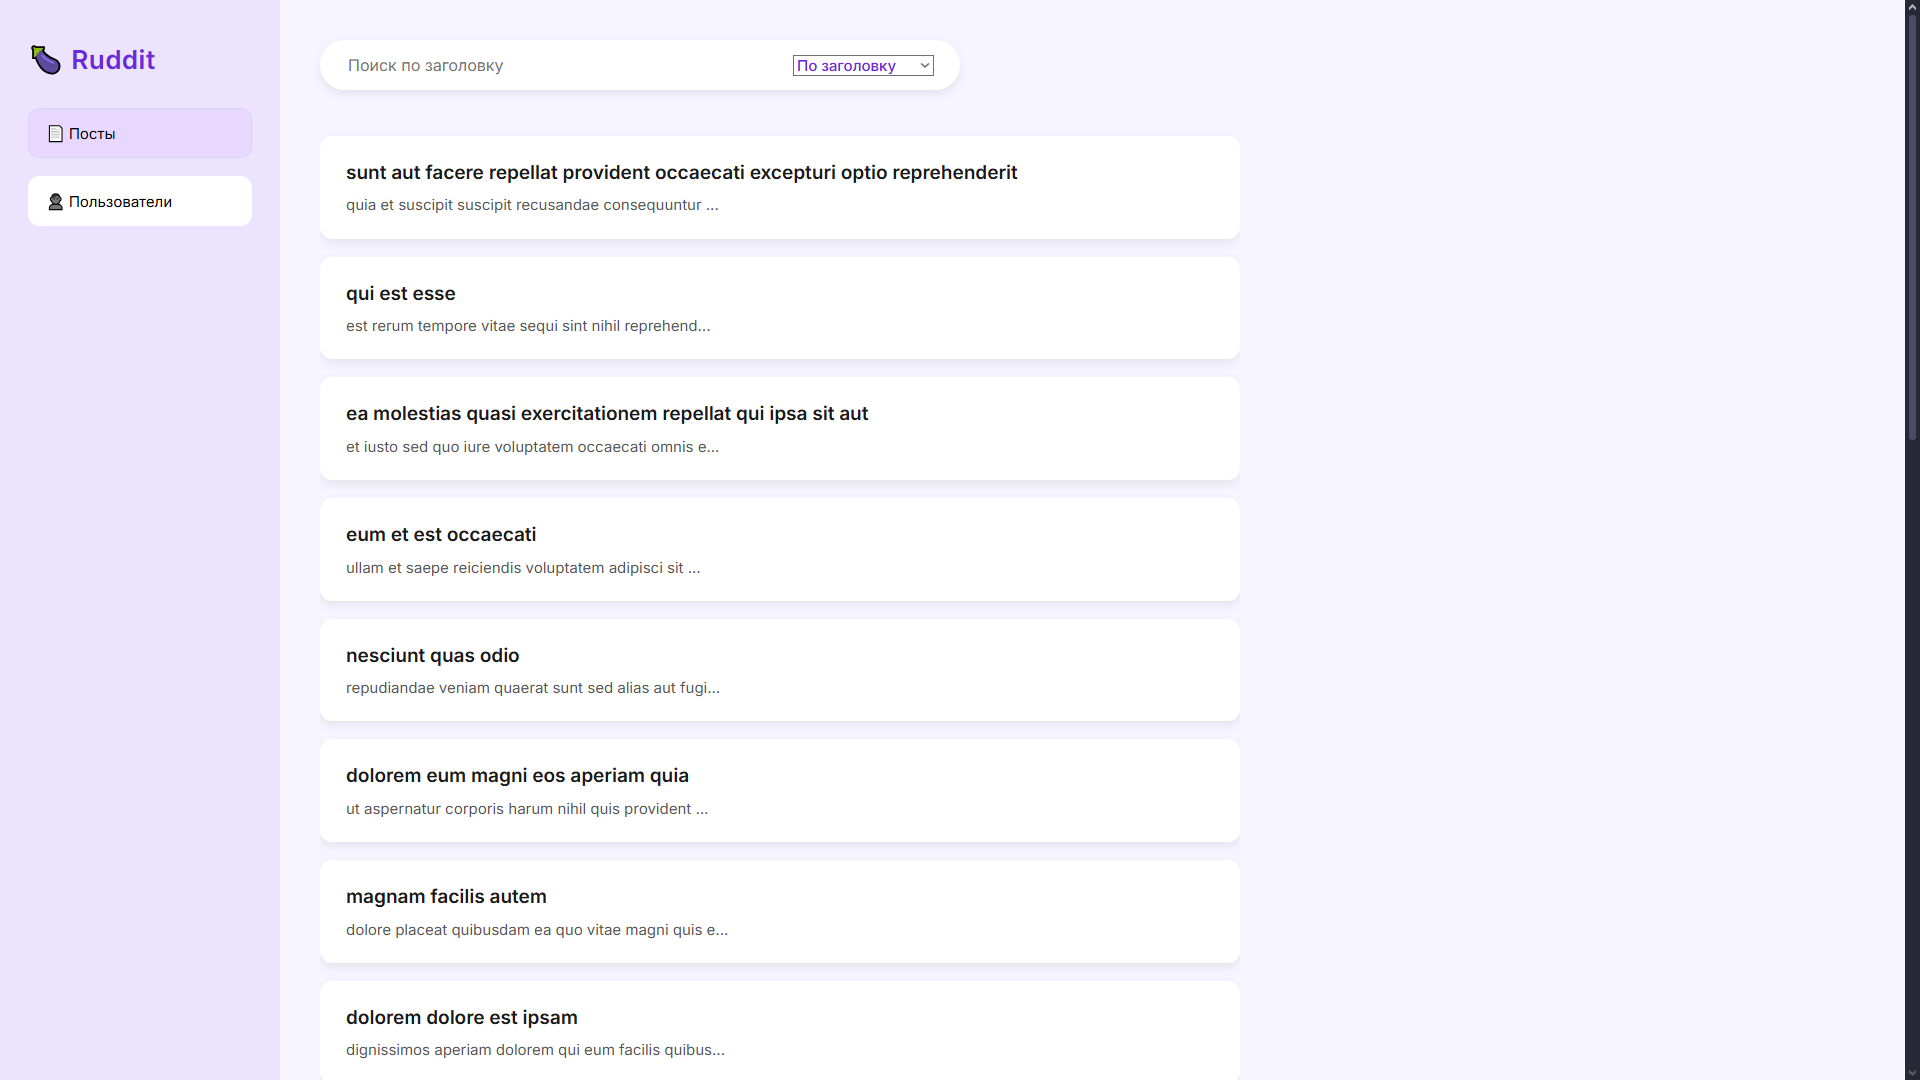 Ruddit
Посты
Пользователи
Поиск по заголовку
По заголовку
sunt aut facere repellat provident occaecati excepturi optio reprehenderit
quia et suscipit suscipit recusandae consequuntur ...
qui est esse
est rerum tempore vitae sequi sint nihil reprehend...
ea molestias quasi exercitationem repellat qui ipsa sit aut
et iusto sed quo iure voluptatem occaecati omnis e...
eum et est occaecati
ullam et saepe reiciendis voluptatem adipisci sit ...
nesciunt quas odio
repudiandae veniam quaerat sunt sed alias aut fugi...
dolorem eum magni eos aperiam quia
ut aspernatur corporis harum nihil quis provident ...
magnam facilis autem
dolore placeat quibusdam ea quo vitae magni quis e...
dolorem dolore est ipsam
dignissimos aperiam dolorem qui eum facilis quibus...